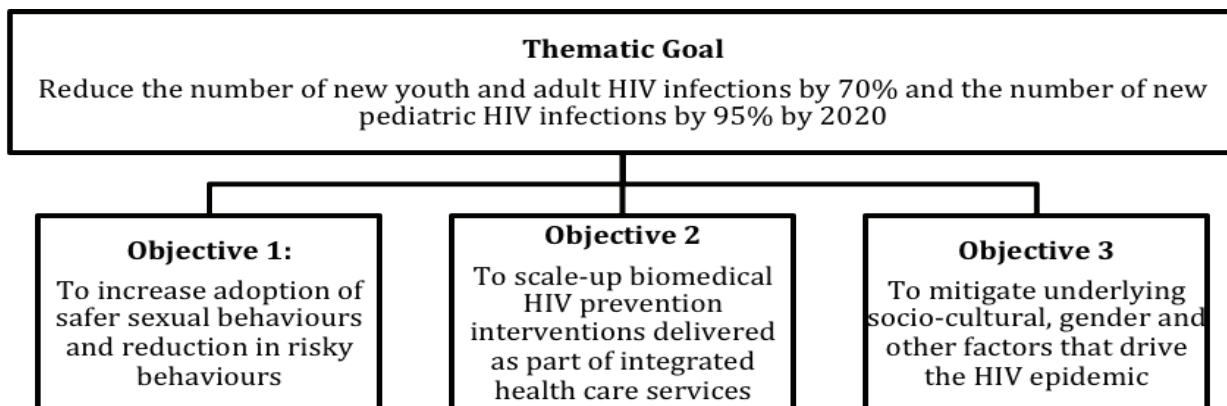 Thematic Goal
Reduce the number of new youth and adult HIV infections by 70% and the number of new
pediatric HIV infections by 95% by 2020
Objective 1:
To increase adoption of
safer sexual behaviours
and reduction in risky
behaviours
Objective 2
To scale-up biomedical
HIV prevention
interventions delivered
as part of integrated
health care services
Objective 3
To mitigate underlying
socio-cultural, gender and
other factors that drive
the HIV epidemic